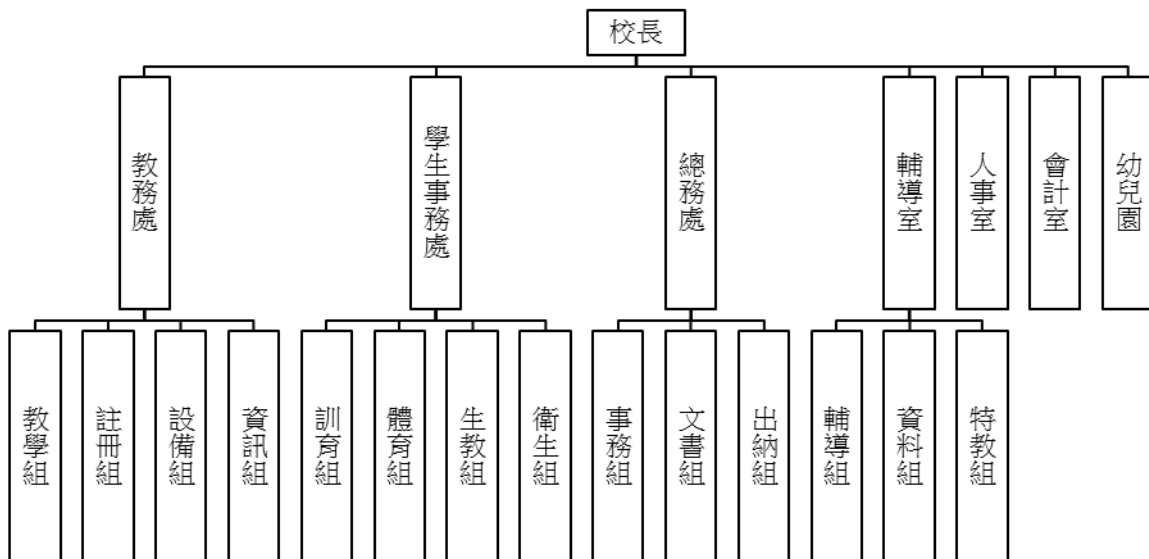 校長
教務處
學生事務處
總務處
輔導室
人事室
會計室
幼兒園
教學組
註冊組
設備組
資訊組
訓育組
體育組
生教組
衛生組
事務組
文書組
出納組
輔導組
資料組
特教組